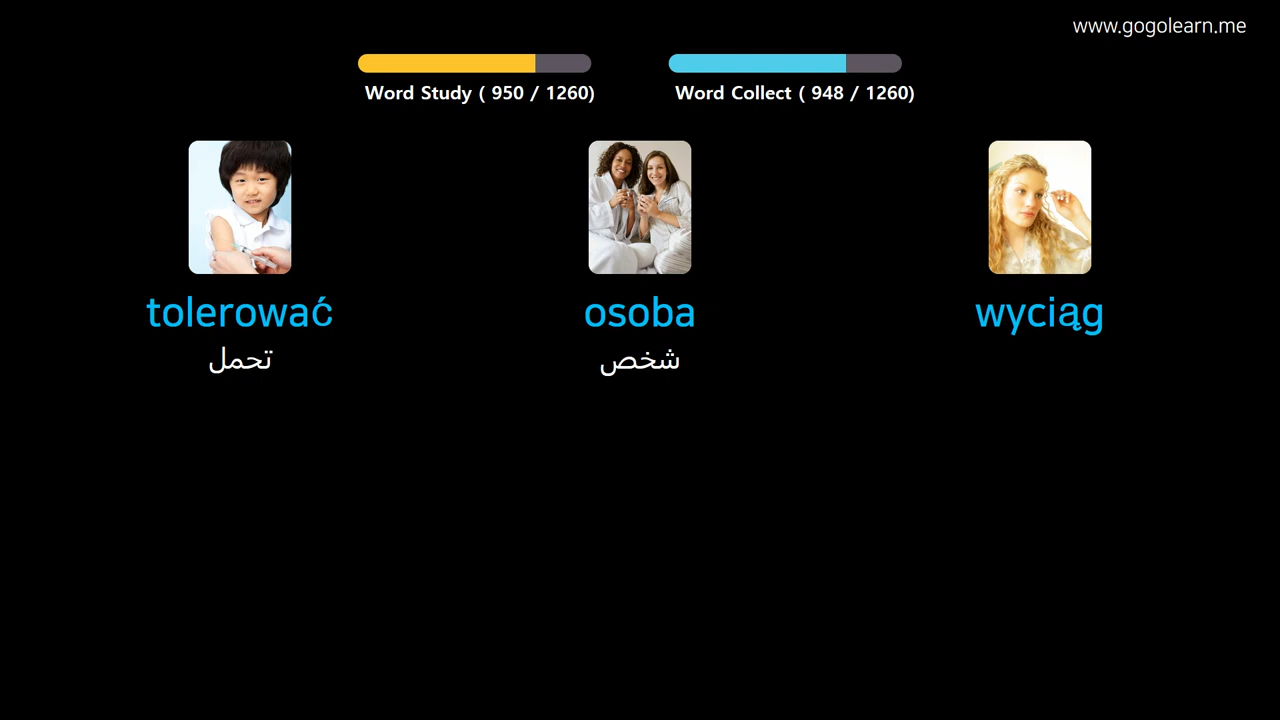 www.gogolearn.me
Word Study ( 950 / 1260)
Word Collect ( 948 / 1260)
tolerować
osoba
wyciąg
تحمل
شخص